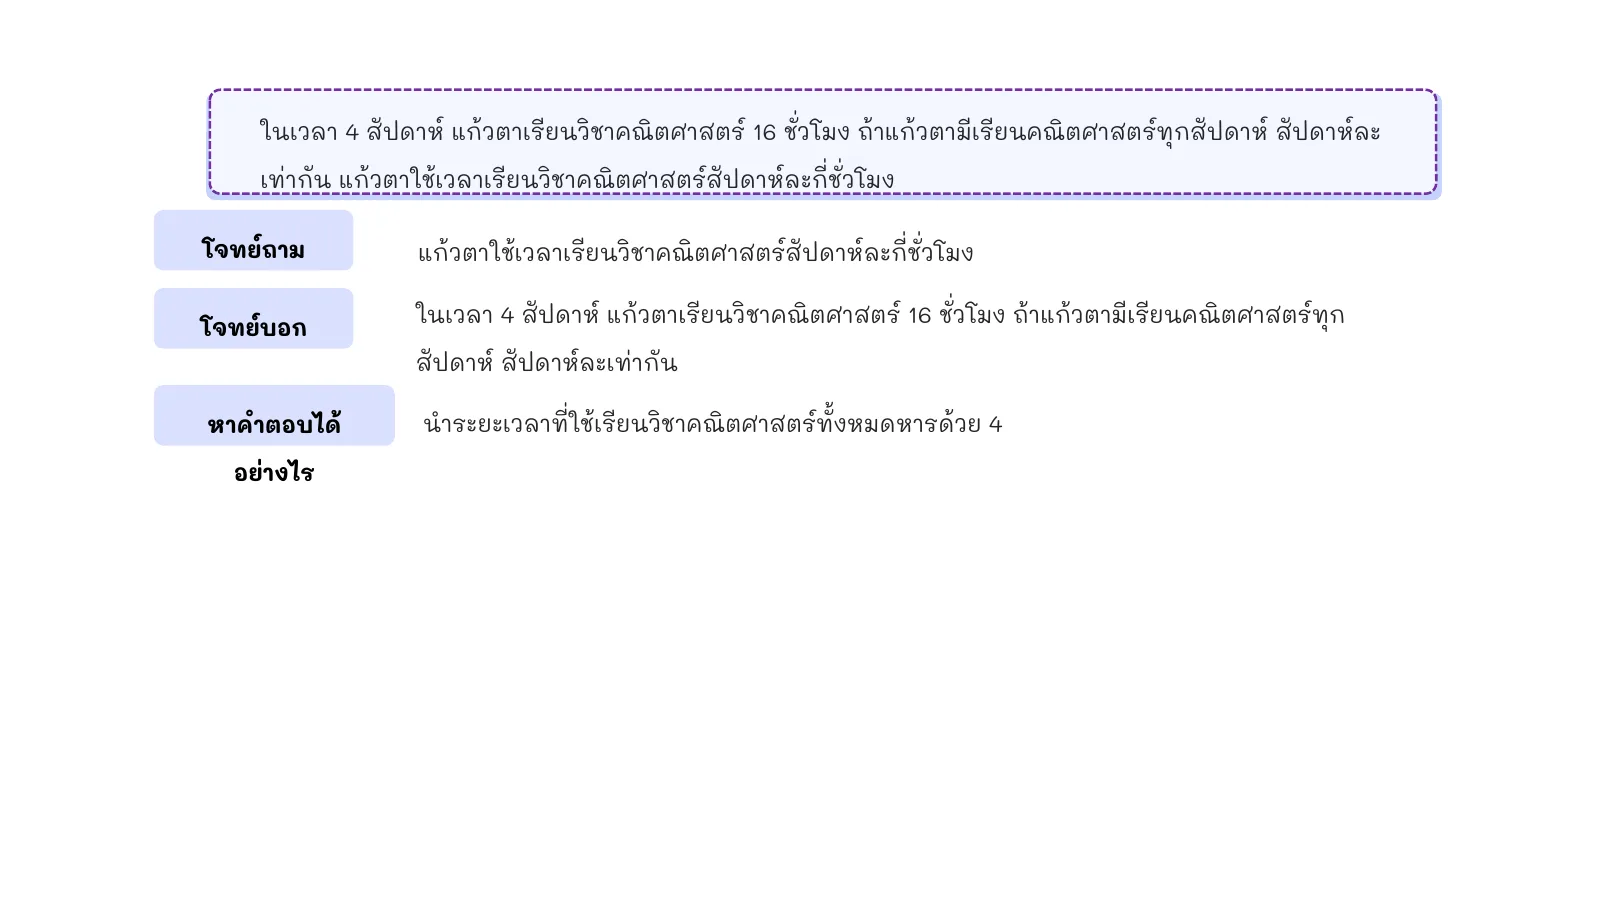 ในเวลา 4 สัปดาห์ แก้วตาเรียนวิชาคณิตศาสตร์ 16 ชั่วโมง ถ้าแก้วตามีเรียนคณิตศาสตร์ทุกสัปดาห์ สัปดาห์ละ
เท่ากัน แก้วตาใช้เวลาเรียนวิชาคณิตศาสตร์สัปดาห์ละกี่ชั่วโมง
โจทย์ถาม
แก้วตาใช้เวลาเรียนวิชาคณิตศาสตร์สัปดาห์ละกี่ชั่วโมง
โจทย์บอก
ในเวลา 4 สัปดาห์ แก้วตาเรียนวิชาคณิตศาสตร์ 16 ชั่วโมง ถ้าแก้วตามีเรียนคณิตศาสตร์ทุก
สัปดาห์ สัปดาห์ละเท่ากัน
หาคำตอบได้
อย่างไร
นำระยะเวลาที่ใช้เรียนวิชาคณิตศาสตร์ทั้งหมดหารด้วย 4